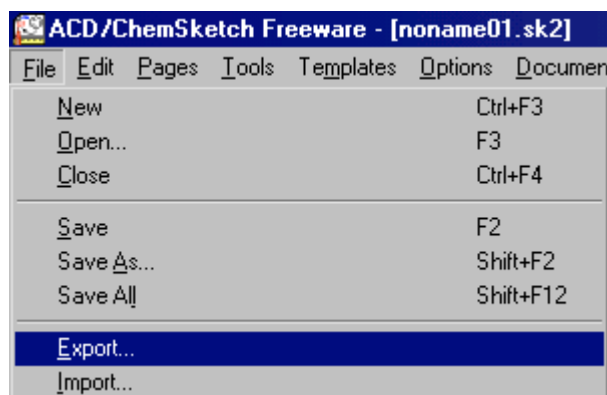 ACD/ChemSketch Freeware - [noname01.sk2]
File Edit Pages Tools Templates Options Documen
New Ctrl+F3
Open... F3
Close Ctrl+F4
Save F2
Save As... Shift+F2
Save All Shift+F12
Export...
Import...